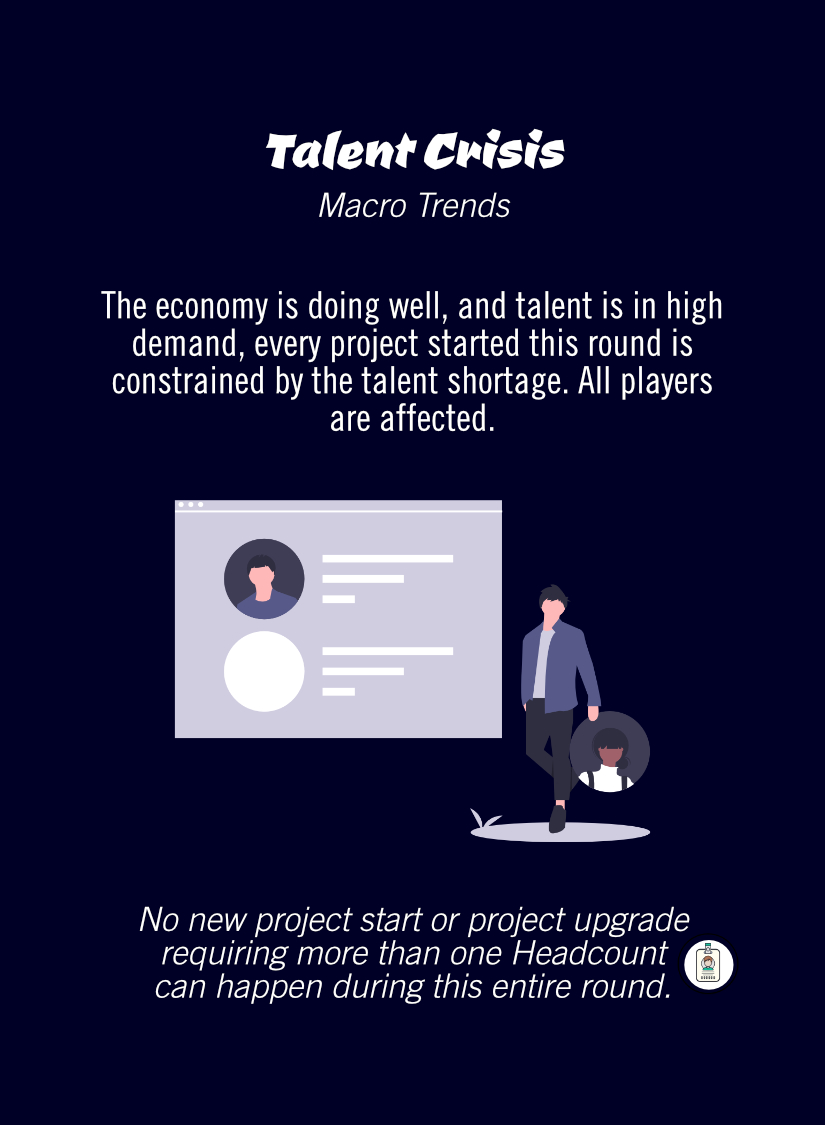 Talent Crisis
Macro Trends
The economy is doing well, and talent is in high
demand, every project started this round is
constrained by the talent shortage. All players
are affected.
No new project start or project upgrade
requiring more than one Headcount
can happen during this entire round.